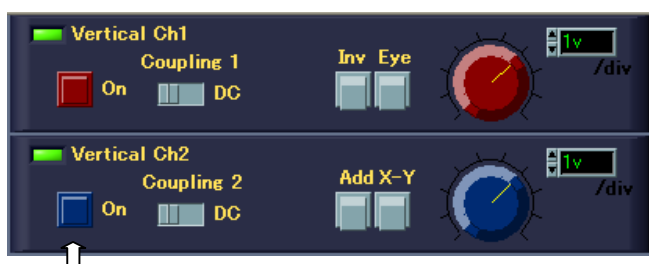 Vertical Ch1
Coupling 1
Inv Eye
1v
On
DC
/div
Vertical Ch2
Coupling 2
Add X-Y
1v
On
DC
/div